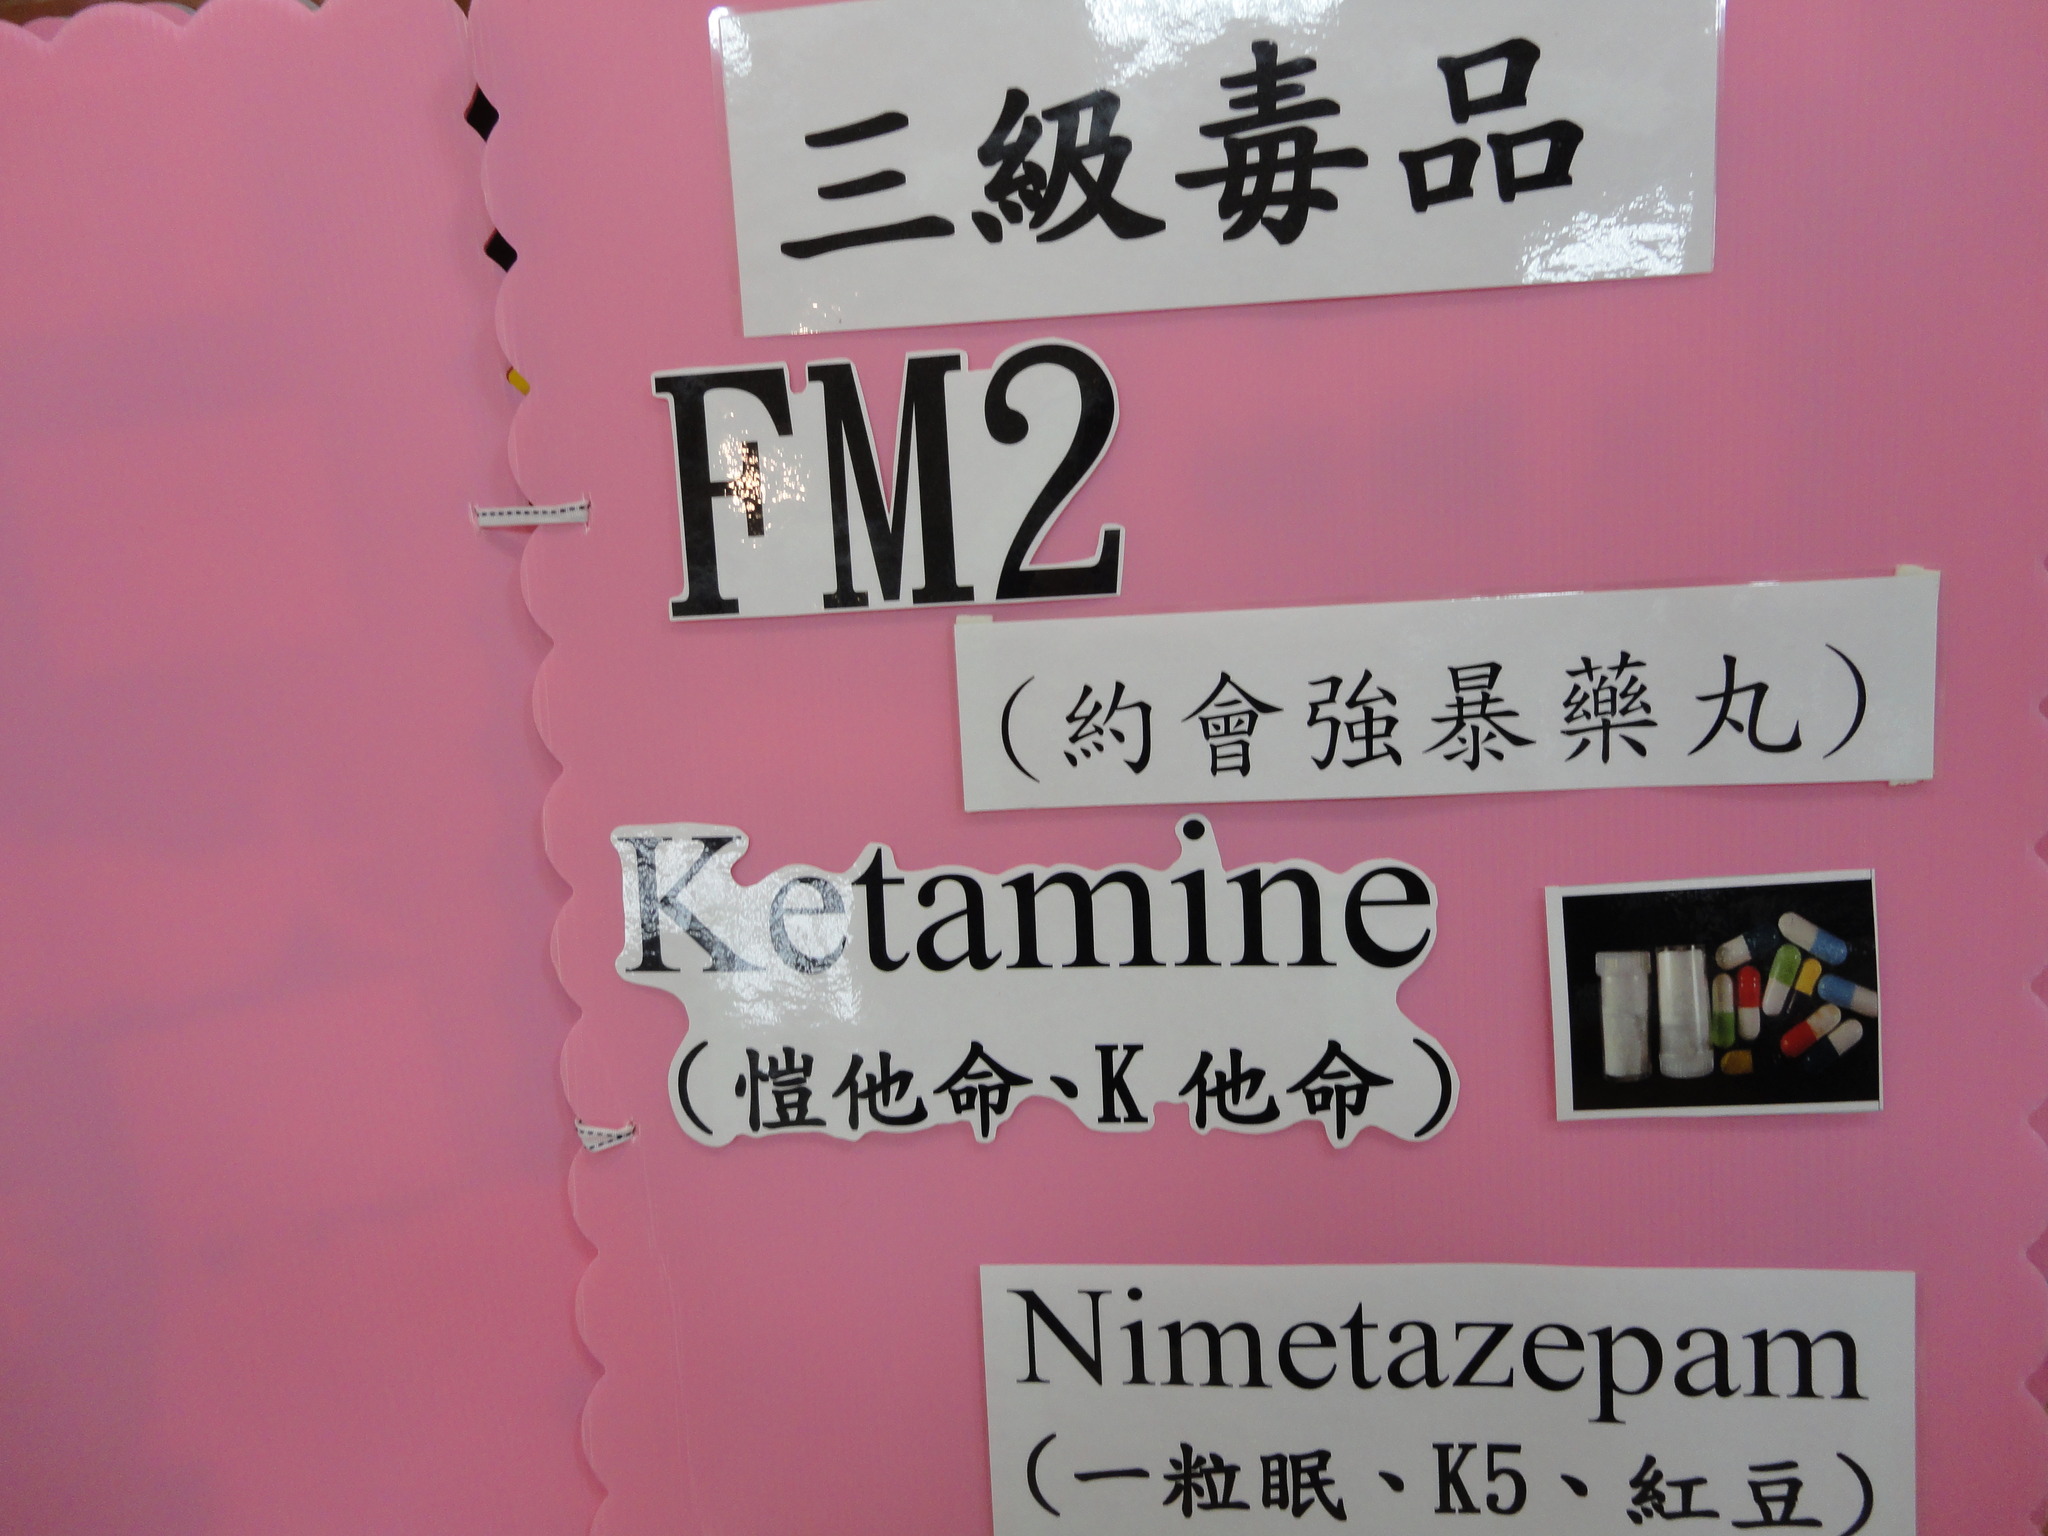 三級毒品
FM2
(約會強暴藥丸)
Ketamine
(愷他命、K他命)
Nimetazepam
(一粒眠、K5、紅豆)